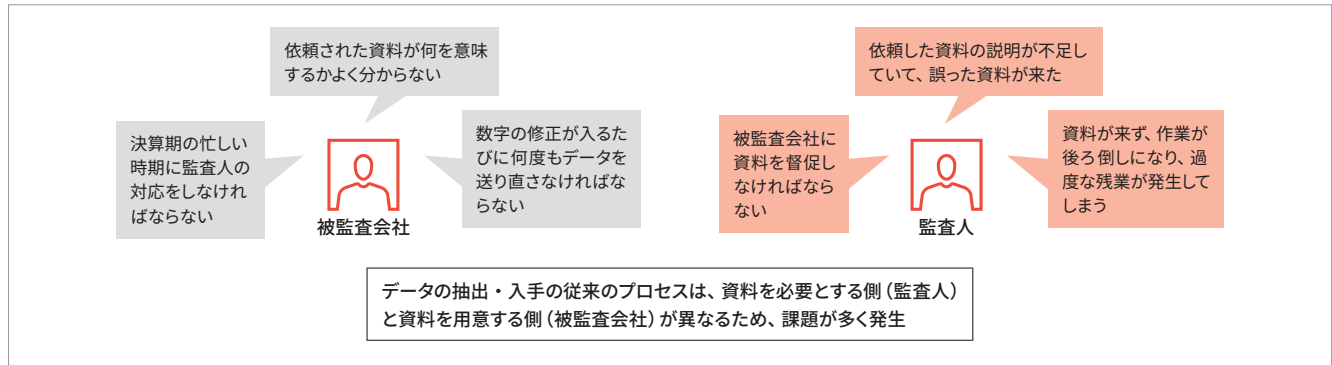 依頼された資料が何を意味
するかよく分からない
決算期の忙しい
時期に監査人の
対応をしなけれ
ばならない
数字の修正が入るた
びに何度もデータを
送り直さなければな
らない
被監査会社
依頼した資料の説明が不足し
ていて、誤った資料が来た
被監査会社に
資料を督促し
なければなら
ない
資料が来ず、作業が
後ろ倒しになり、過
度な残業が発生して
しまう
監査人
データの抽出・入手の従来のプロセスは、資料を必要とする側（監査人）
と資料を用意する側（被監査会社）が異なるため、課題が多く発生